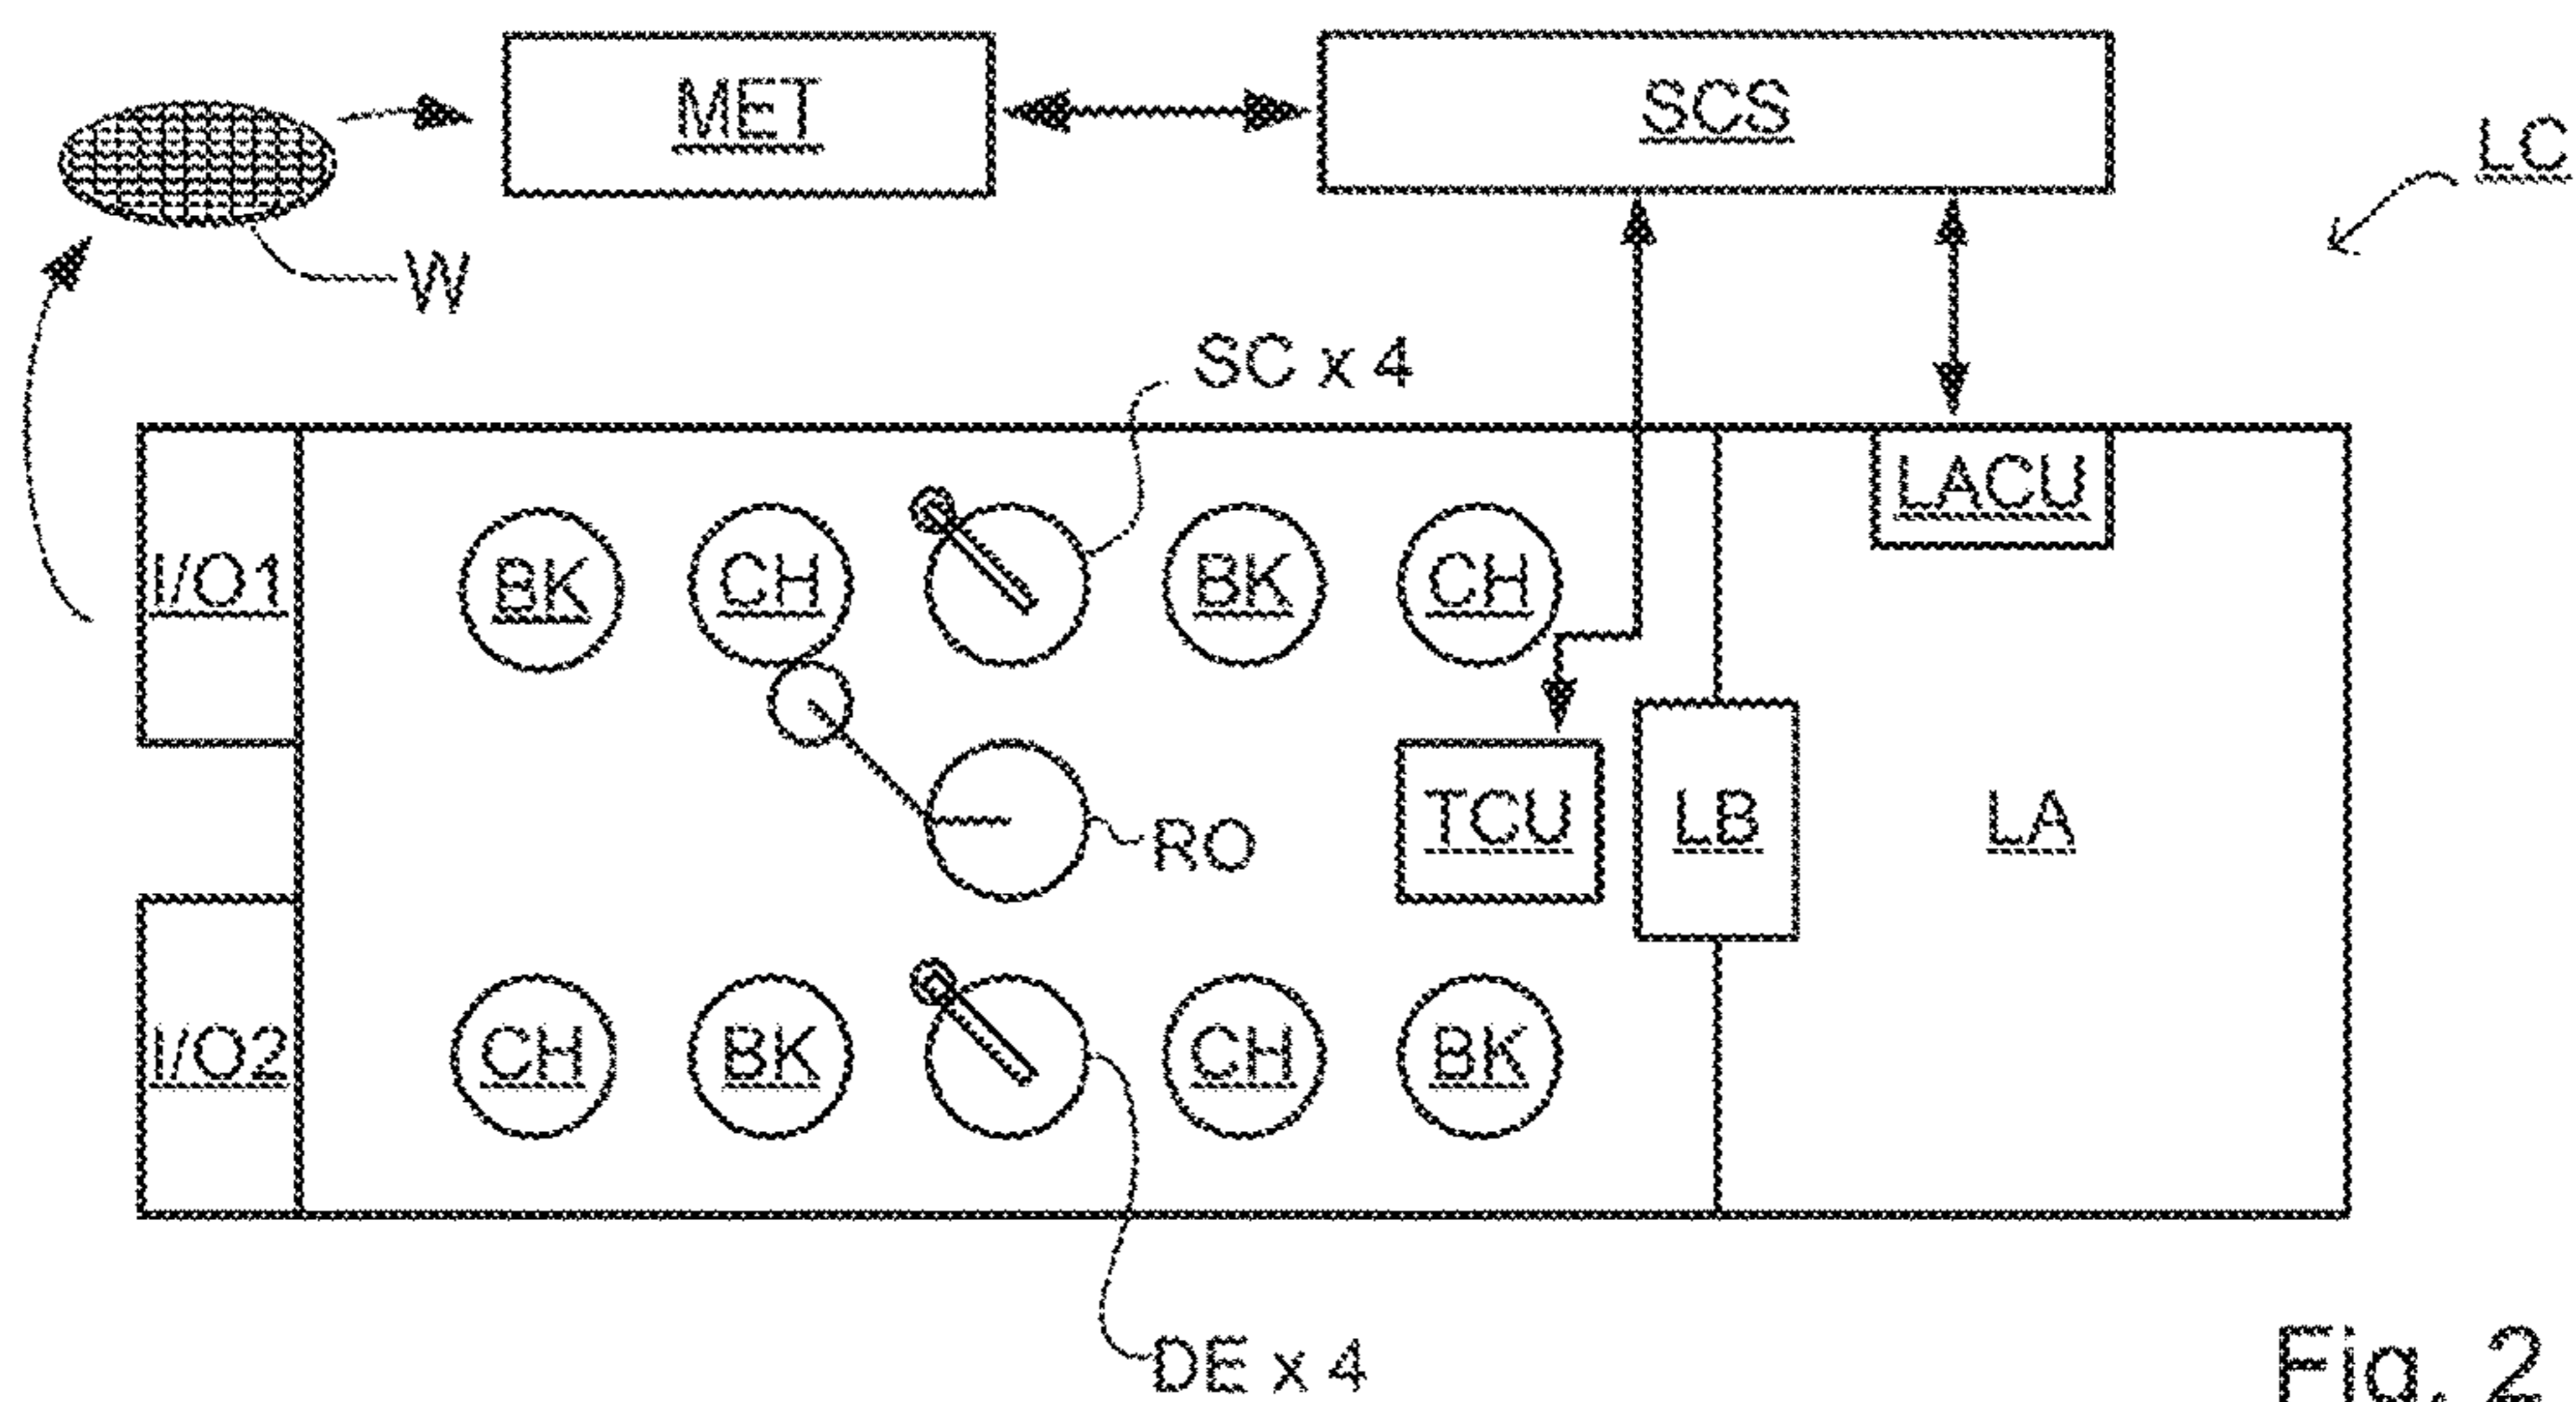 MET
SCS
LC
W
SC x 4
LACU
I/O1
BK
CH
BK
CH
TCU
LB
LA
RO
I/O2
CH
BK
CH
BK
DE x 4
Fig. 2